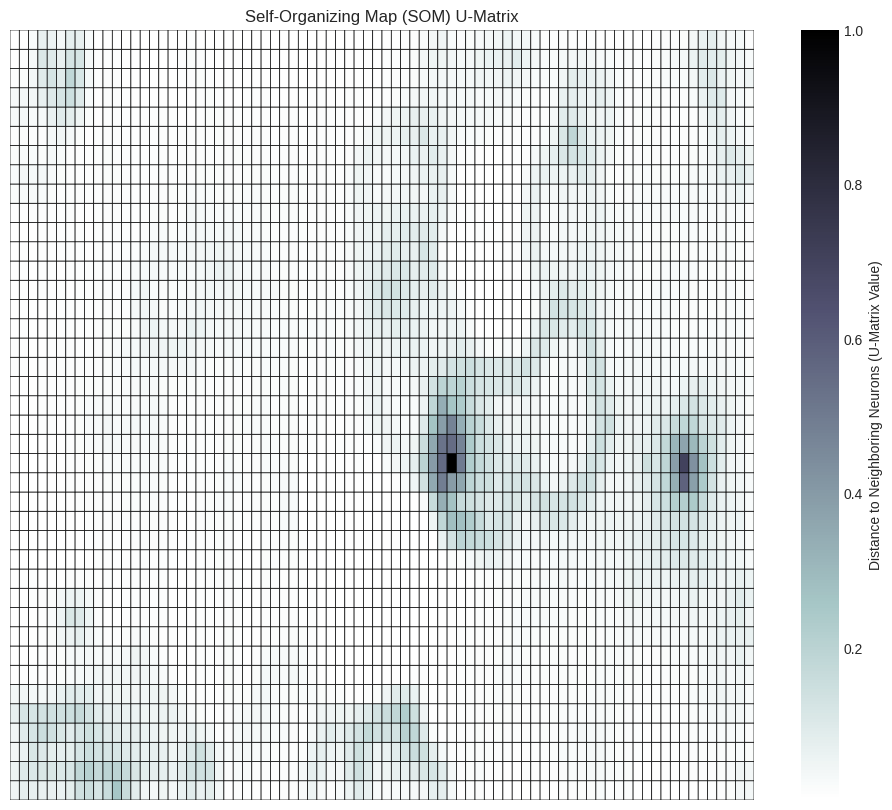 Self-Organizing Map (SOM) U-Matrix
1.0
0.8
0.6
0.4
0.2
Distance to Neighboring Neurons (U-Matrix Value)